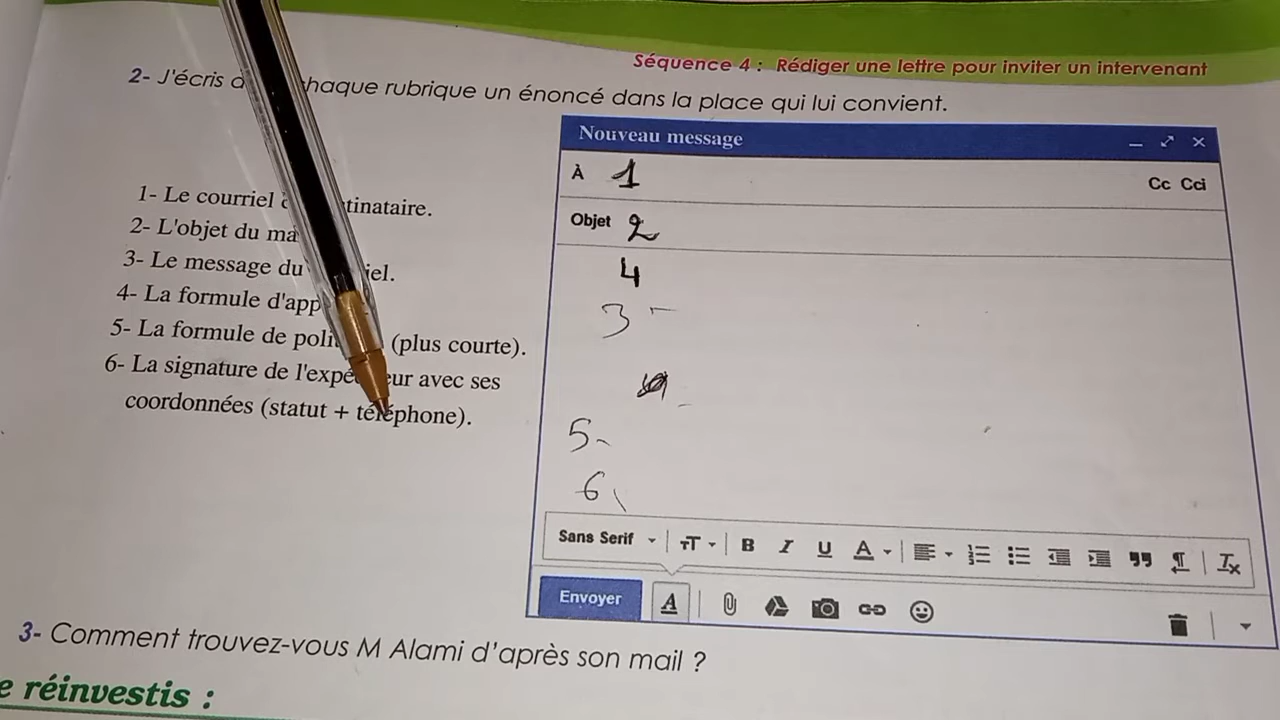 Séquence 4 : Rédiger une lettre pour inviter un intervenant
2- J'écris chaque rubrique un énoncé dans la place qui lui convient.
1- Le courriel tinataire.
2- L'objet du ma
3- Le message du iel.
4- La formule d'app
5- La formule de poli (plus courte).
6- La signature de l'expé ur avec ses
coordonnées (statut + téléphone).
Nouveau message
À 1
Cc Cci
Objet 2
4
3 -
5-
6
Sans Serif
B I U A
Envoyer A
3- Comment trouvez-vous M Alami d'après son mail ?
e réinvestis :